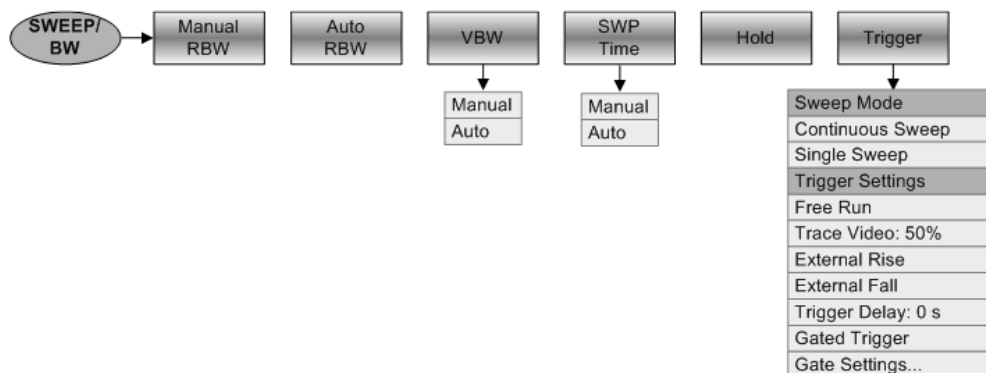 SWEEP/
BW
Manual
RBW
Auto
RBW
VBW
SWP
Time
Hold
Trigger
Manual
Auto
Manual
Auto
Sweep Mode
Continuous Sweep
Single Sweep
Trigger Settings
Free Run
Trace Video: 50%
External Rise
External Fall
Trigger Delay: 0 s
Gated Trigger
Gate Settings...